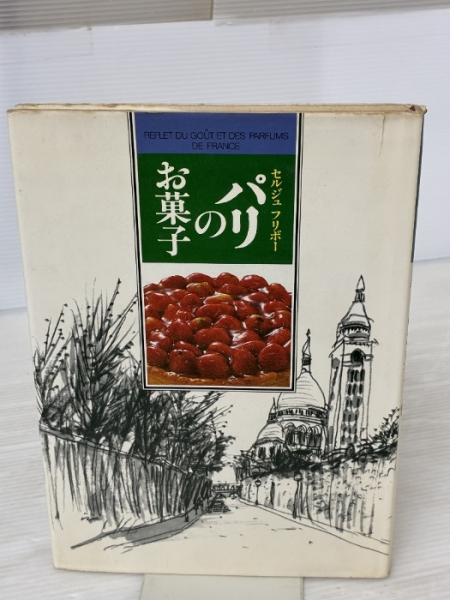 REFLET DU GOÛT ET DES PARFUMS
DE FRANCE
セルジュ フリボー
パリの
お菓子